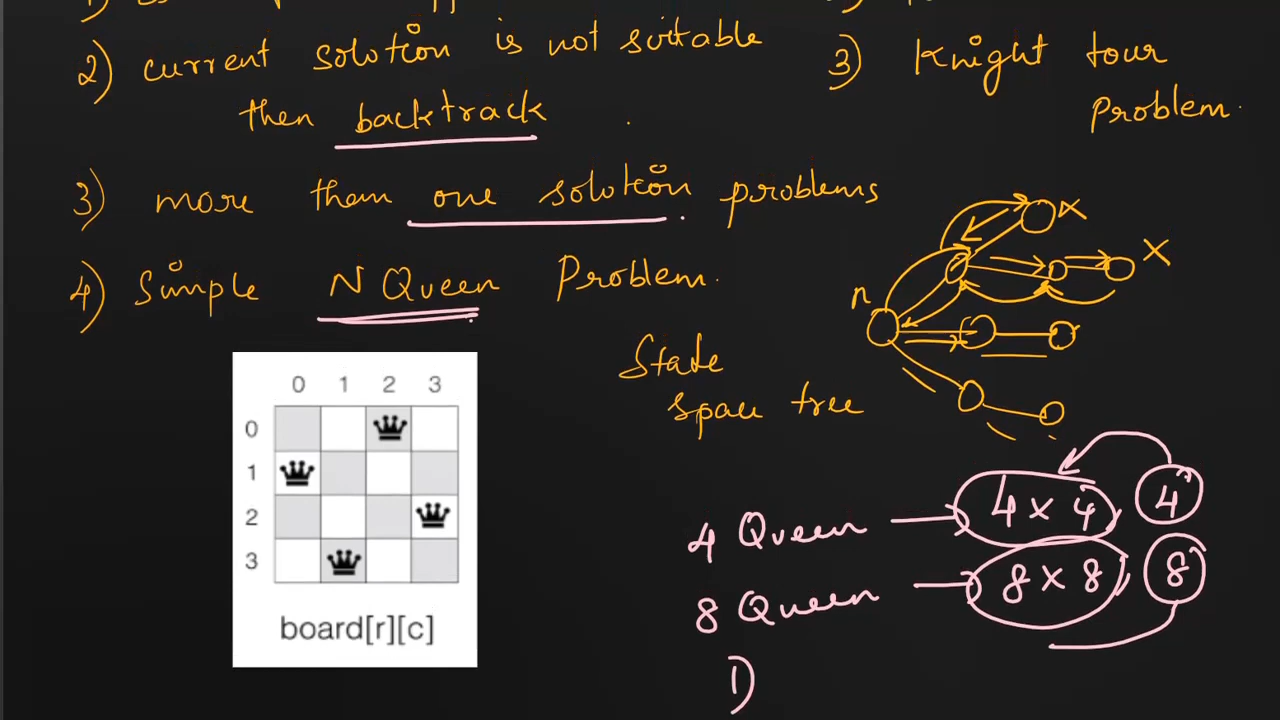 2) current solution is not suitable
then backtrack .
3) more them one solution problems
4) Simple N Queen Problem.
3) Knight tour
Problem.
n
x
x
State
space tree
0 1 2 3
0
1
2
3
board[r][c]
4 Queen 4 x 4 4
8 Queen 8 x 8 8
1)